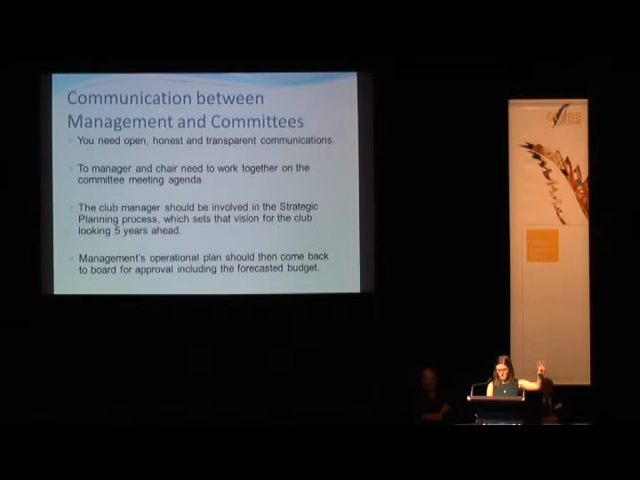 Communication between
Management and Committees
You need open, honest and transparent communications.
To manager and chair need to work together on the
committee meeting agenda.
The club manager should be involved in the Strategic
Planning process, which sets that vision for the club
looking 5 years ahead.
Management's operational plan should then come back
to board for approval including the forecasted budget.